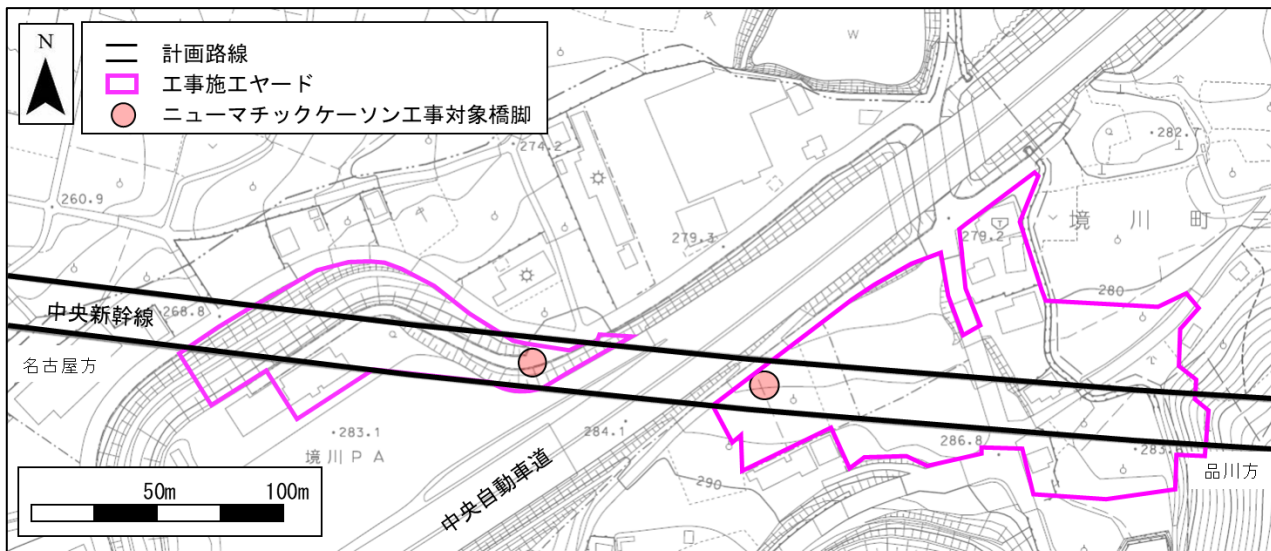 N
計画路線
工事施工ヤード
ニューマチックケーソン工事対象橋脚
W
274.2
282.7
260.9
279.3
279.2
境川町三
280
268.8
中央新幹線
名古屋方
283.1
境川PA
284.1
286.8
283.
290
品川方
中央自動車道
50m
100m